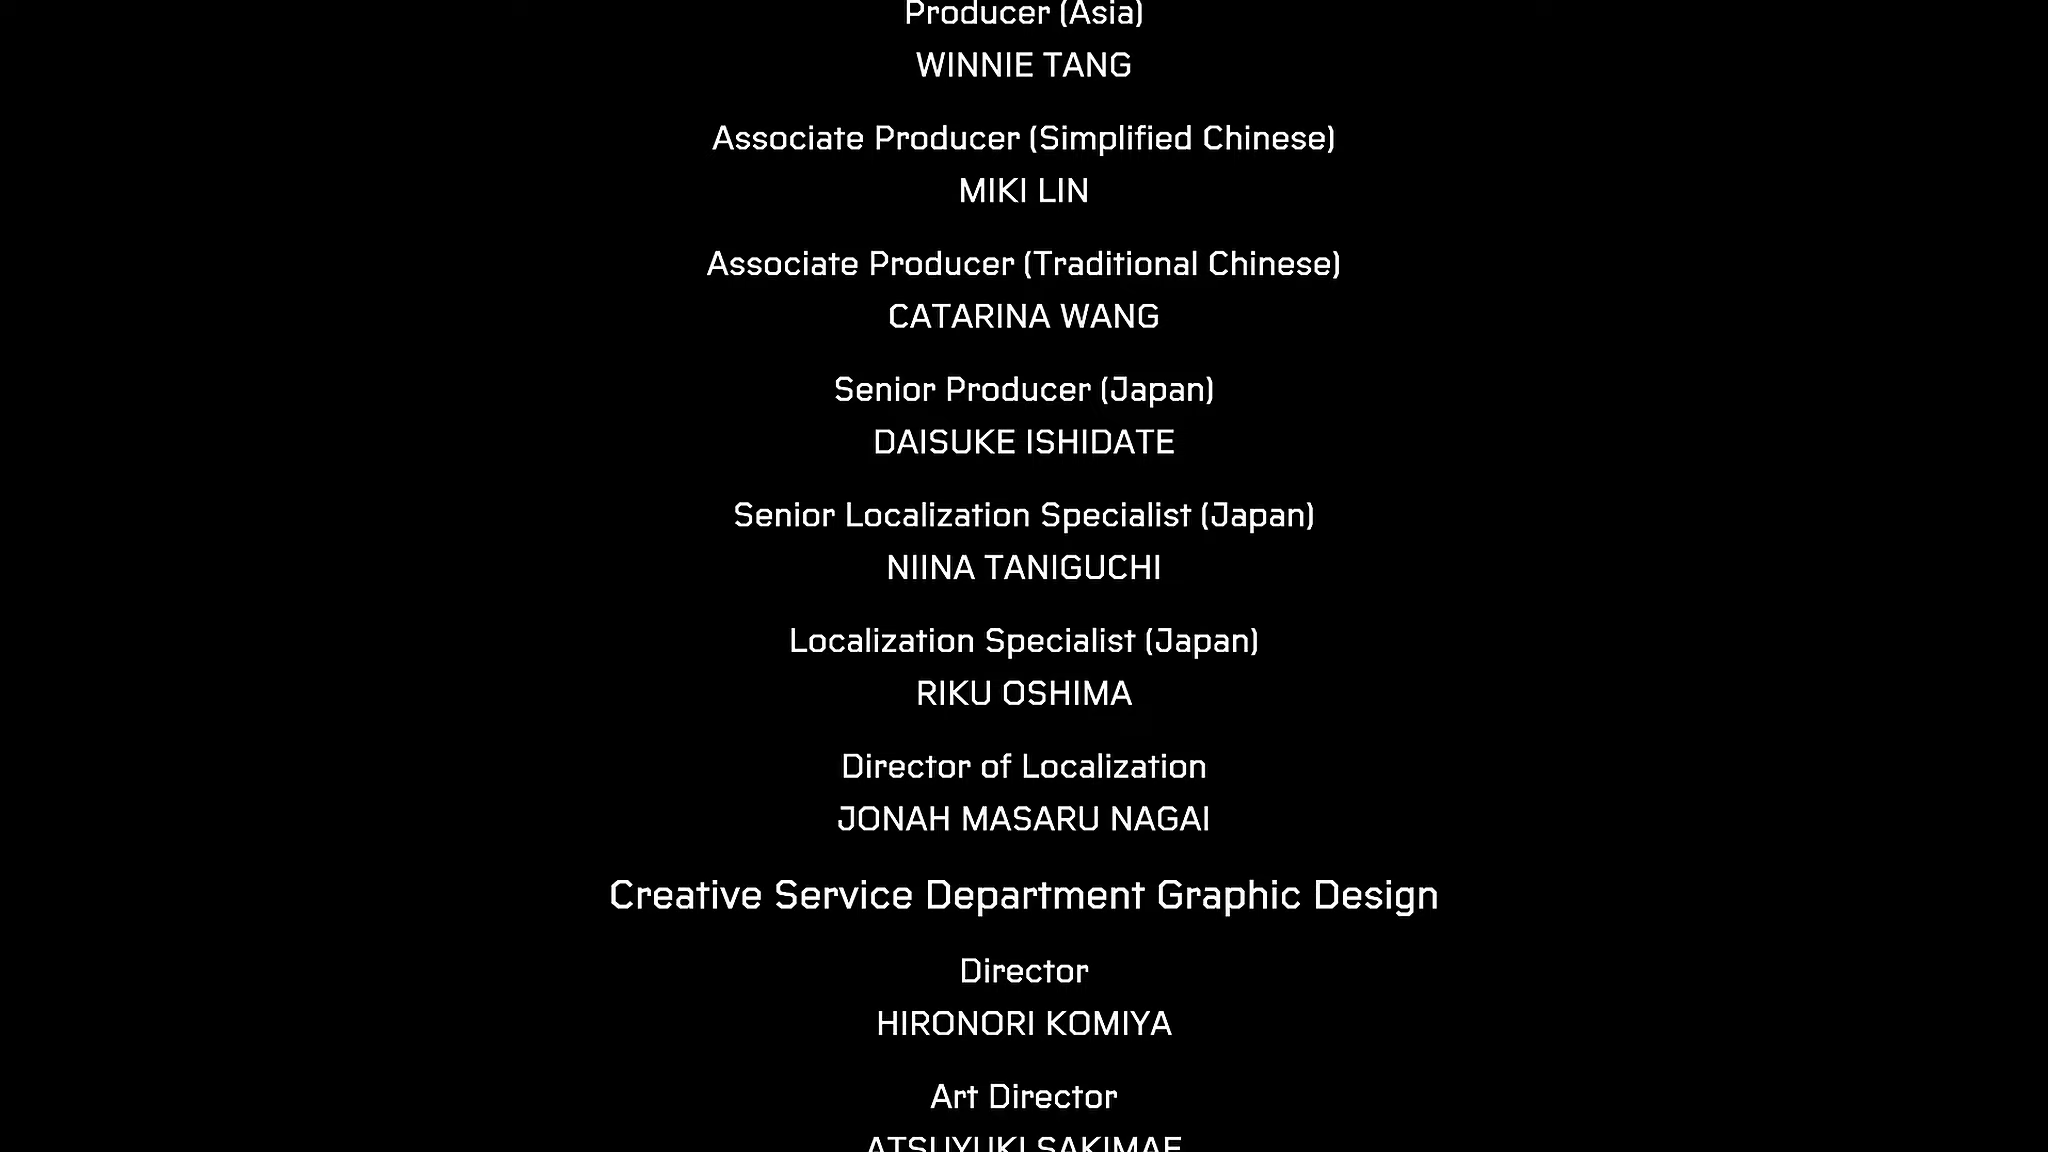 Producer (Asia)
WINNIE TANG
Associate Producer (Simplified Chinese)
MIKI LIN
Associate Producer (Traditional Chinese)
CATARINA WANG
Senior Producer (Japan)
DAISUKE ISHIDATE
Senior Localization Specialist (Japan)
NIINA TANIGUCHI
Localization Specialist (Japan)
RIKU OSHIMA
Director of Localization
JONAH MASARU NAGAI
Creative Service Department Graphic Design
Director
HIRONORI KOMIYA
Art Director
ATSUYUKI SAKIMAE